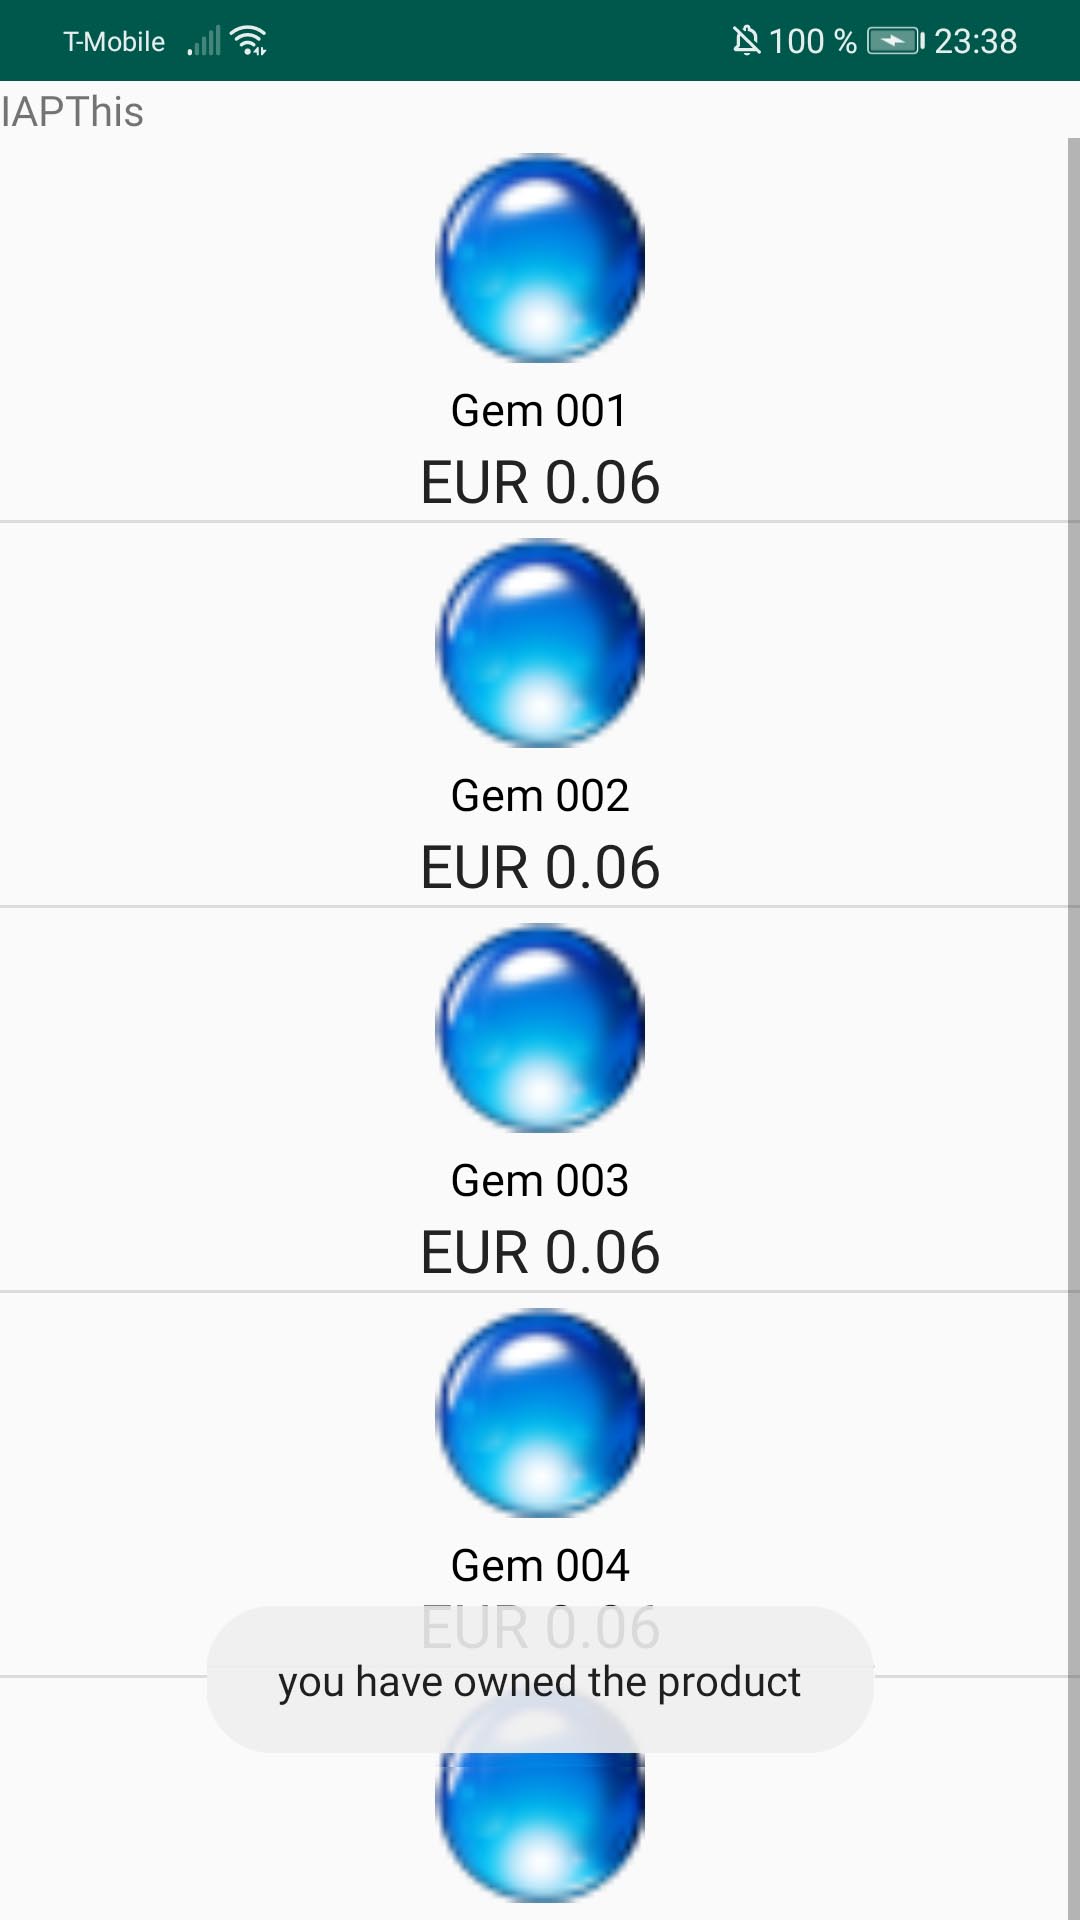 T-Mobile 100 % 23:38
IAPThis
Gem 001
EUR 0.06
Gem 002
EUR 0.06
Gem 003
EUR 0.06
Gem 004
EUR 0.06
you have owned the product